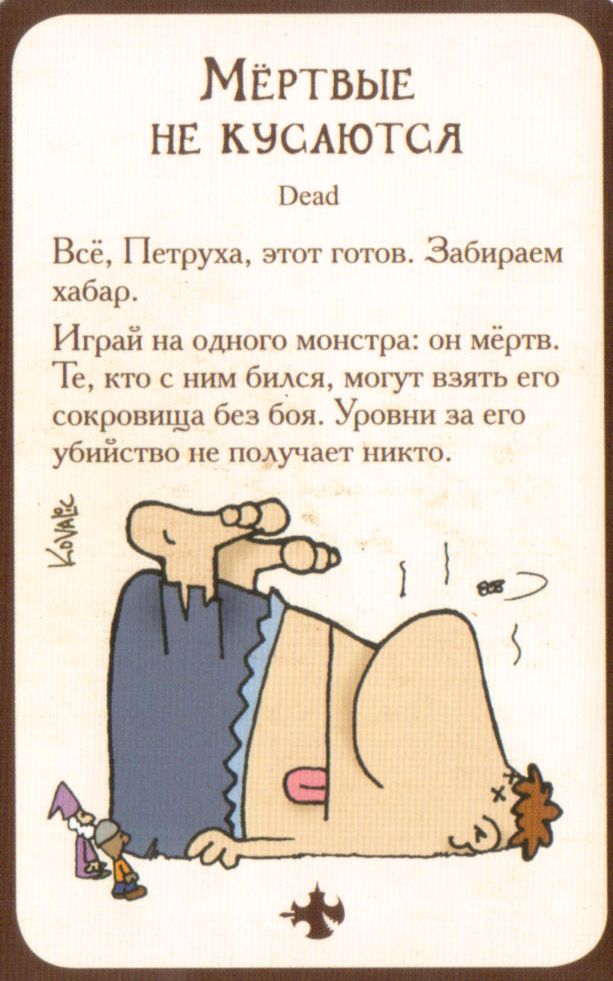 Мёртвые
не кусаются
Dead
Всё, Петруха, этот готов. Забираем
хабар.
Играй на одного монстра: он мёртв.
Те, кто с ним бился, могут взять его
сокровища без боя. Уровни за его
убийство не получает никто.
Kovalic